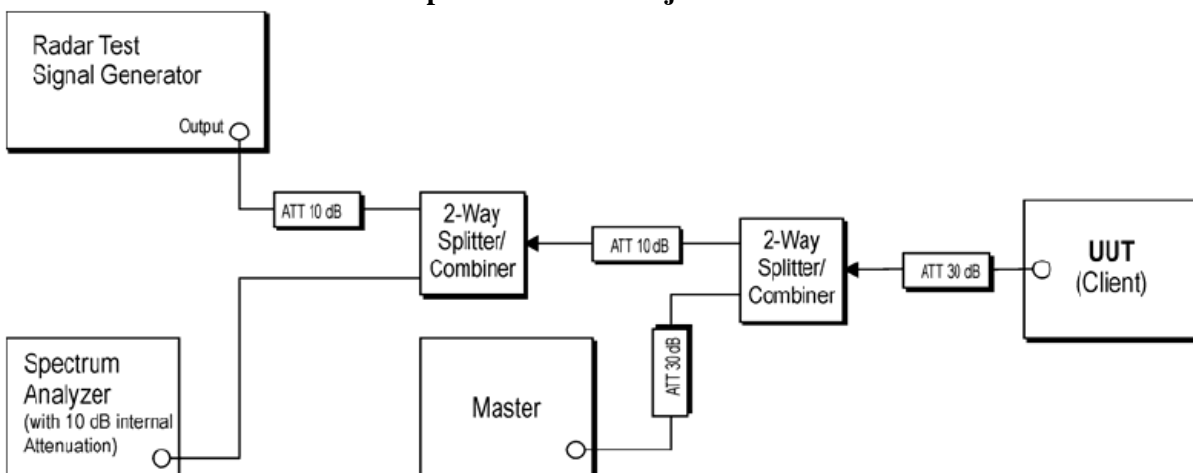 Radar Test
Signal Generator
Output
ATT 10 dB
2-Way
Splitter/
Combiner
ATT 10 dB
2-Way
Splitter/
Combiner
ATT 30 dB
UUT
(Client)
Spectrum
Analyzer
(with 10 dB internal
Attenuation)
Master
ATT 30 dB